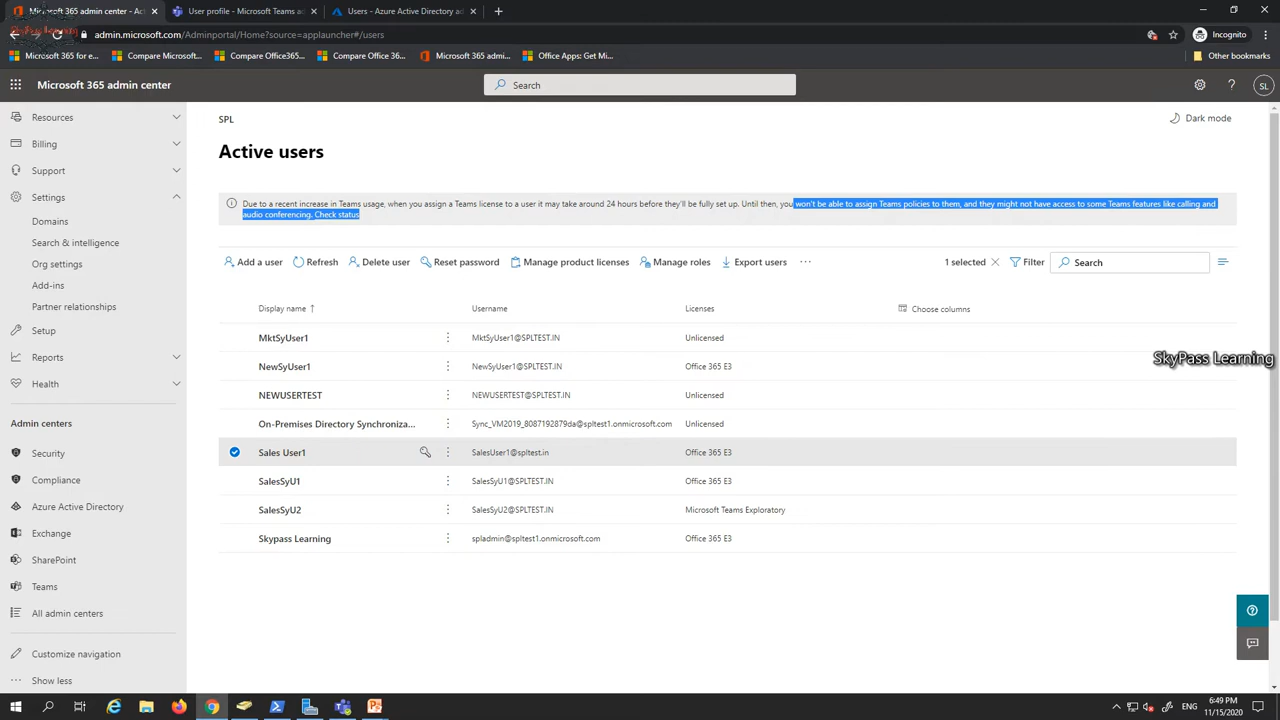 Microsoft 365 admin center - Act
User profile - Microsoft Teams ad
Users - Azure Active Directory ad
admin.microsoft.com/Adminportal/Home?source=applauncher#/users
Incognito
Microsoft 365 for e...
Compare Microsoft...
Compare Office365...
Compare Office 36...
Microsoft 365 admi...
Office Apps: Get Mi...
Other bookmarks
Microsoft 365 admin center
Search
SL
Resources
Billing
Support
Settings
Domains
Search & intelligence
Org settings
Add-ins
Partner relationships
Setup
Reports
Health
Admin centers
Security
Compliance
Azure Active Directory
Exchange
SharePoint
Teams
All admin centers
Customize navigation
Show less
SPL
Dark mode
Active users
Due to a recent increase in Teams usage, when you assign a Teams license to a user it may take around 24 hours before they'll be fully set up. Until then, you won't be able to assign Teams policies to them, and they might not have access to some Teams features like calling and
audio conferencing. Check status
Add a user
Refresh
Delete user
Reset password
Manage product licenses
Manage roles
Export users
1 selected
Filter
Search
Display name ↑ Username Licenses Choose columns
MktSyUser1 MktSyUser1@SPLTEST.IN Unlicensed
SkyPass Learning
NewSyUser1 NewSyUser1@SPLTEST.IN Office 365 E3
NEWUSERTEST NEWUSERTEST@SPLTEST.IN Unlicensed
On-Premises Directory Synchroniza... Sync_VM2019_8087192879da@spltest1.onmicrosoft.com Unlicensed
Sales User1 SalesUser1@spltest.in Office 365 E3
SalesSyU1 SalesSyU1@SPLTEST.IN Office 365 E3
SalesSyU2 SalesSyU2@SPLTEST.IN Microsoft Teams Exploratory
Skypass Learning spladmin@spltest1.onmicrosoft.com Office 365 E3
ENG
6:49 PM
11/15/2020